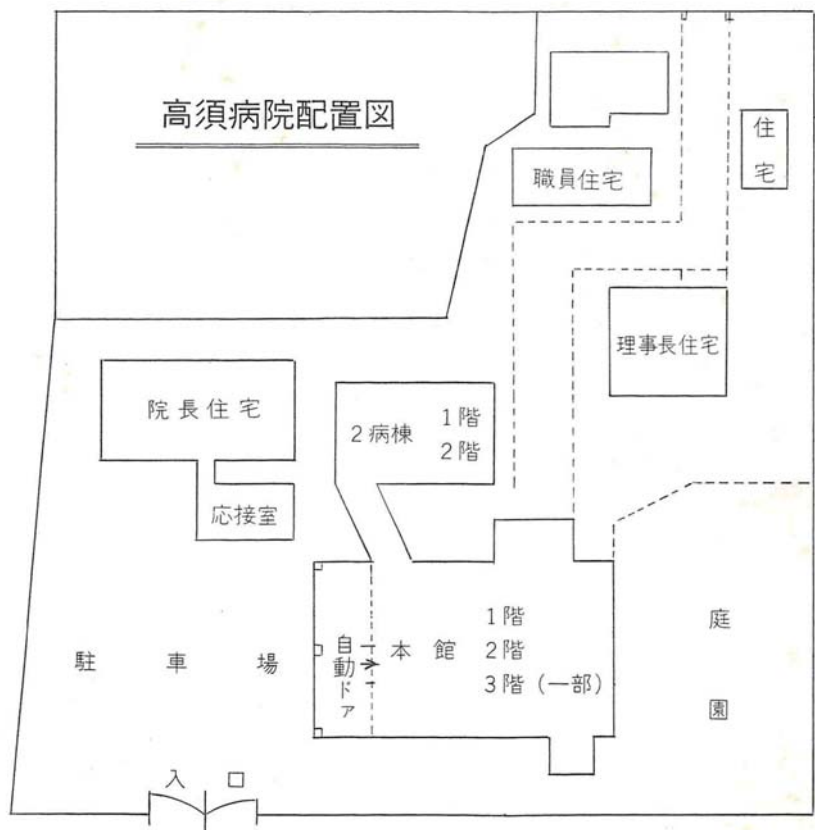 高須病院配置図
職員住宅
住宅
理事長住宅
院長住宅
2病棟 1階
2階
応接室
駐車場
自動ドア
本館
1階
2階
3階(一部)
庭園
入口